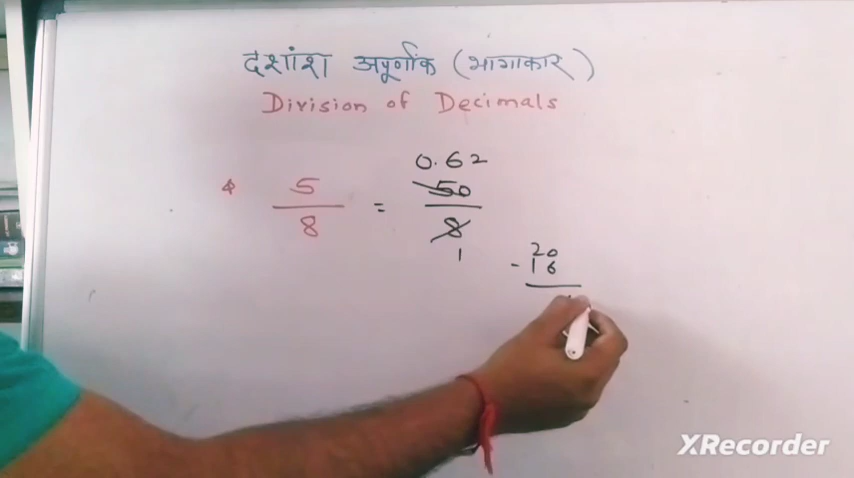 दशांश अपूर्णांक (भागाकार)
Division of Decimals
0.62
5 = 50
8 8
1
20
- 16
XRecorder